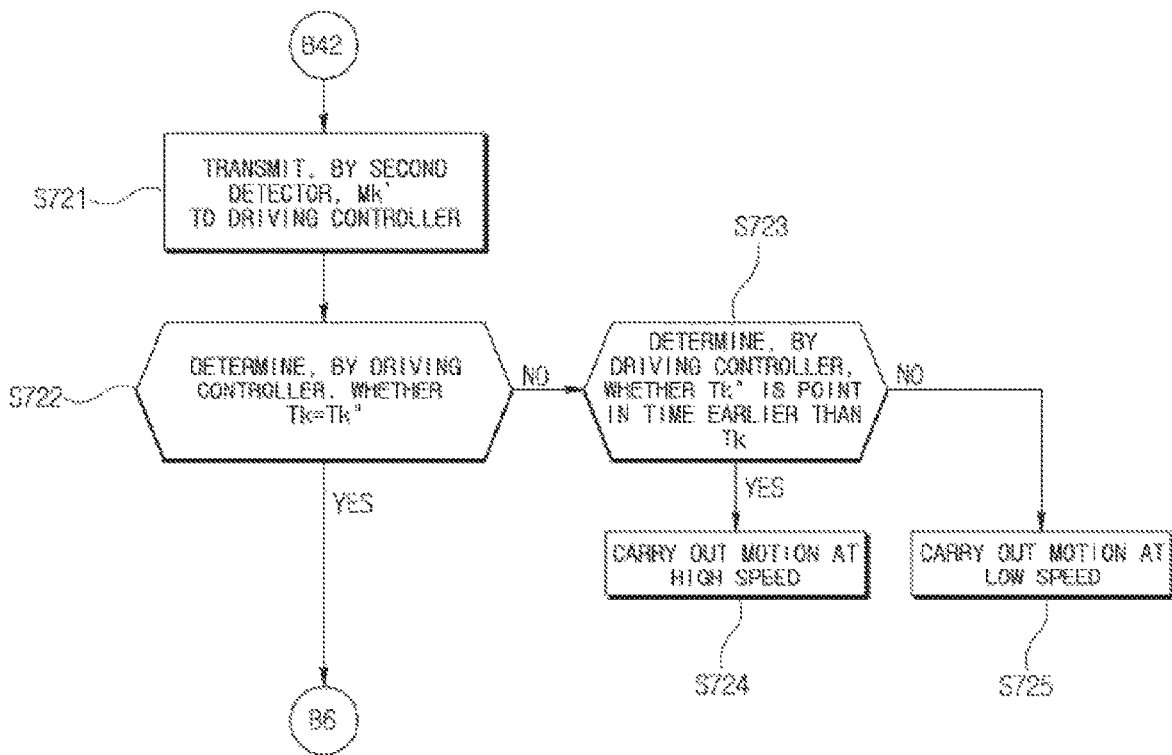 B42
TRANSMIT, BY SECOND
DETECTOR, Mk'
TO DRIVING CONTROLLER
S721
S723
DETERMINE, BY DRIVING
CONTROLLER, WHETHER
Tk=Tk"
S722
NO
DETERMINE, BY
DRIVING CONTROLLER,
WHETHER Tk" IS POINT
IN TIME EARLIER THAN
Tk
NO
YES
YES
CARRY OUT MOTION AT
HIGH SPEED
CARRY OUT MOTION AT
LOW SPEED
S724
S725
B6